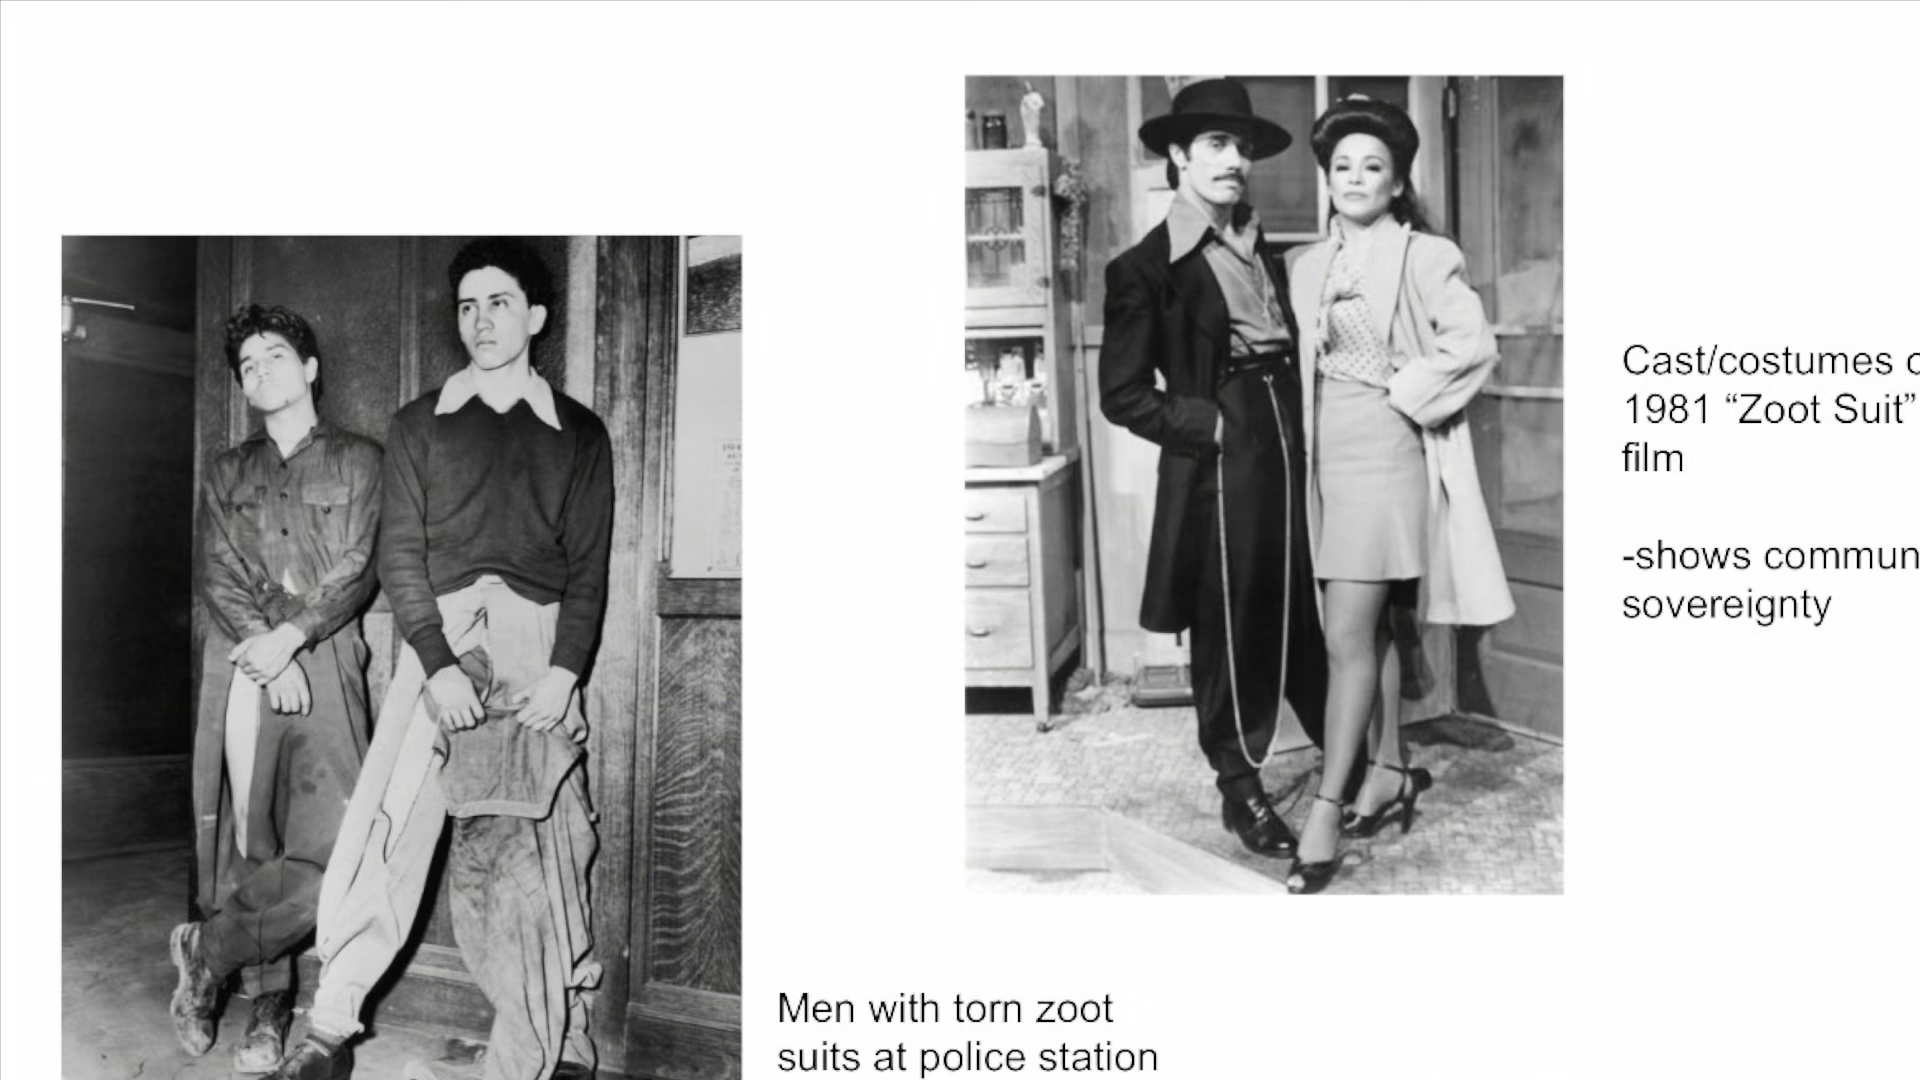 Cast/costumes
1981 “Zoot Suit”
film
-shows
sovereignty
Men with torn zoot
suits at police station